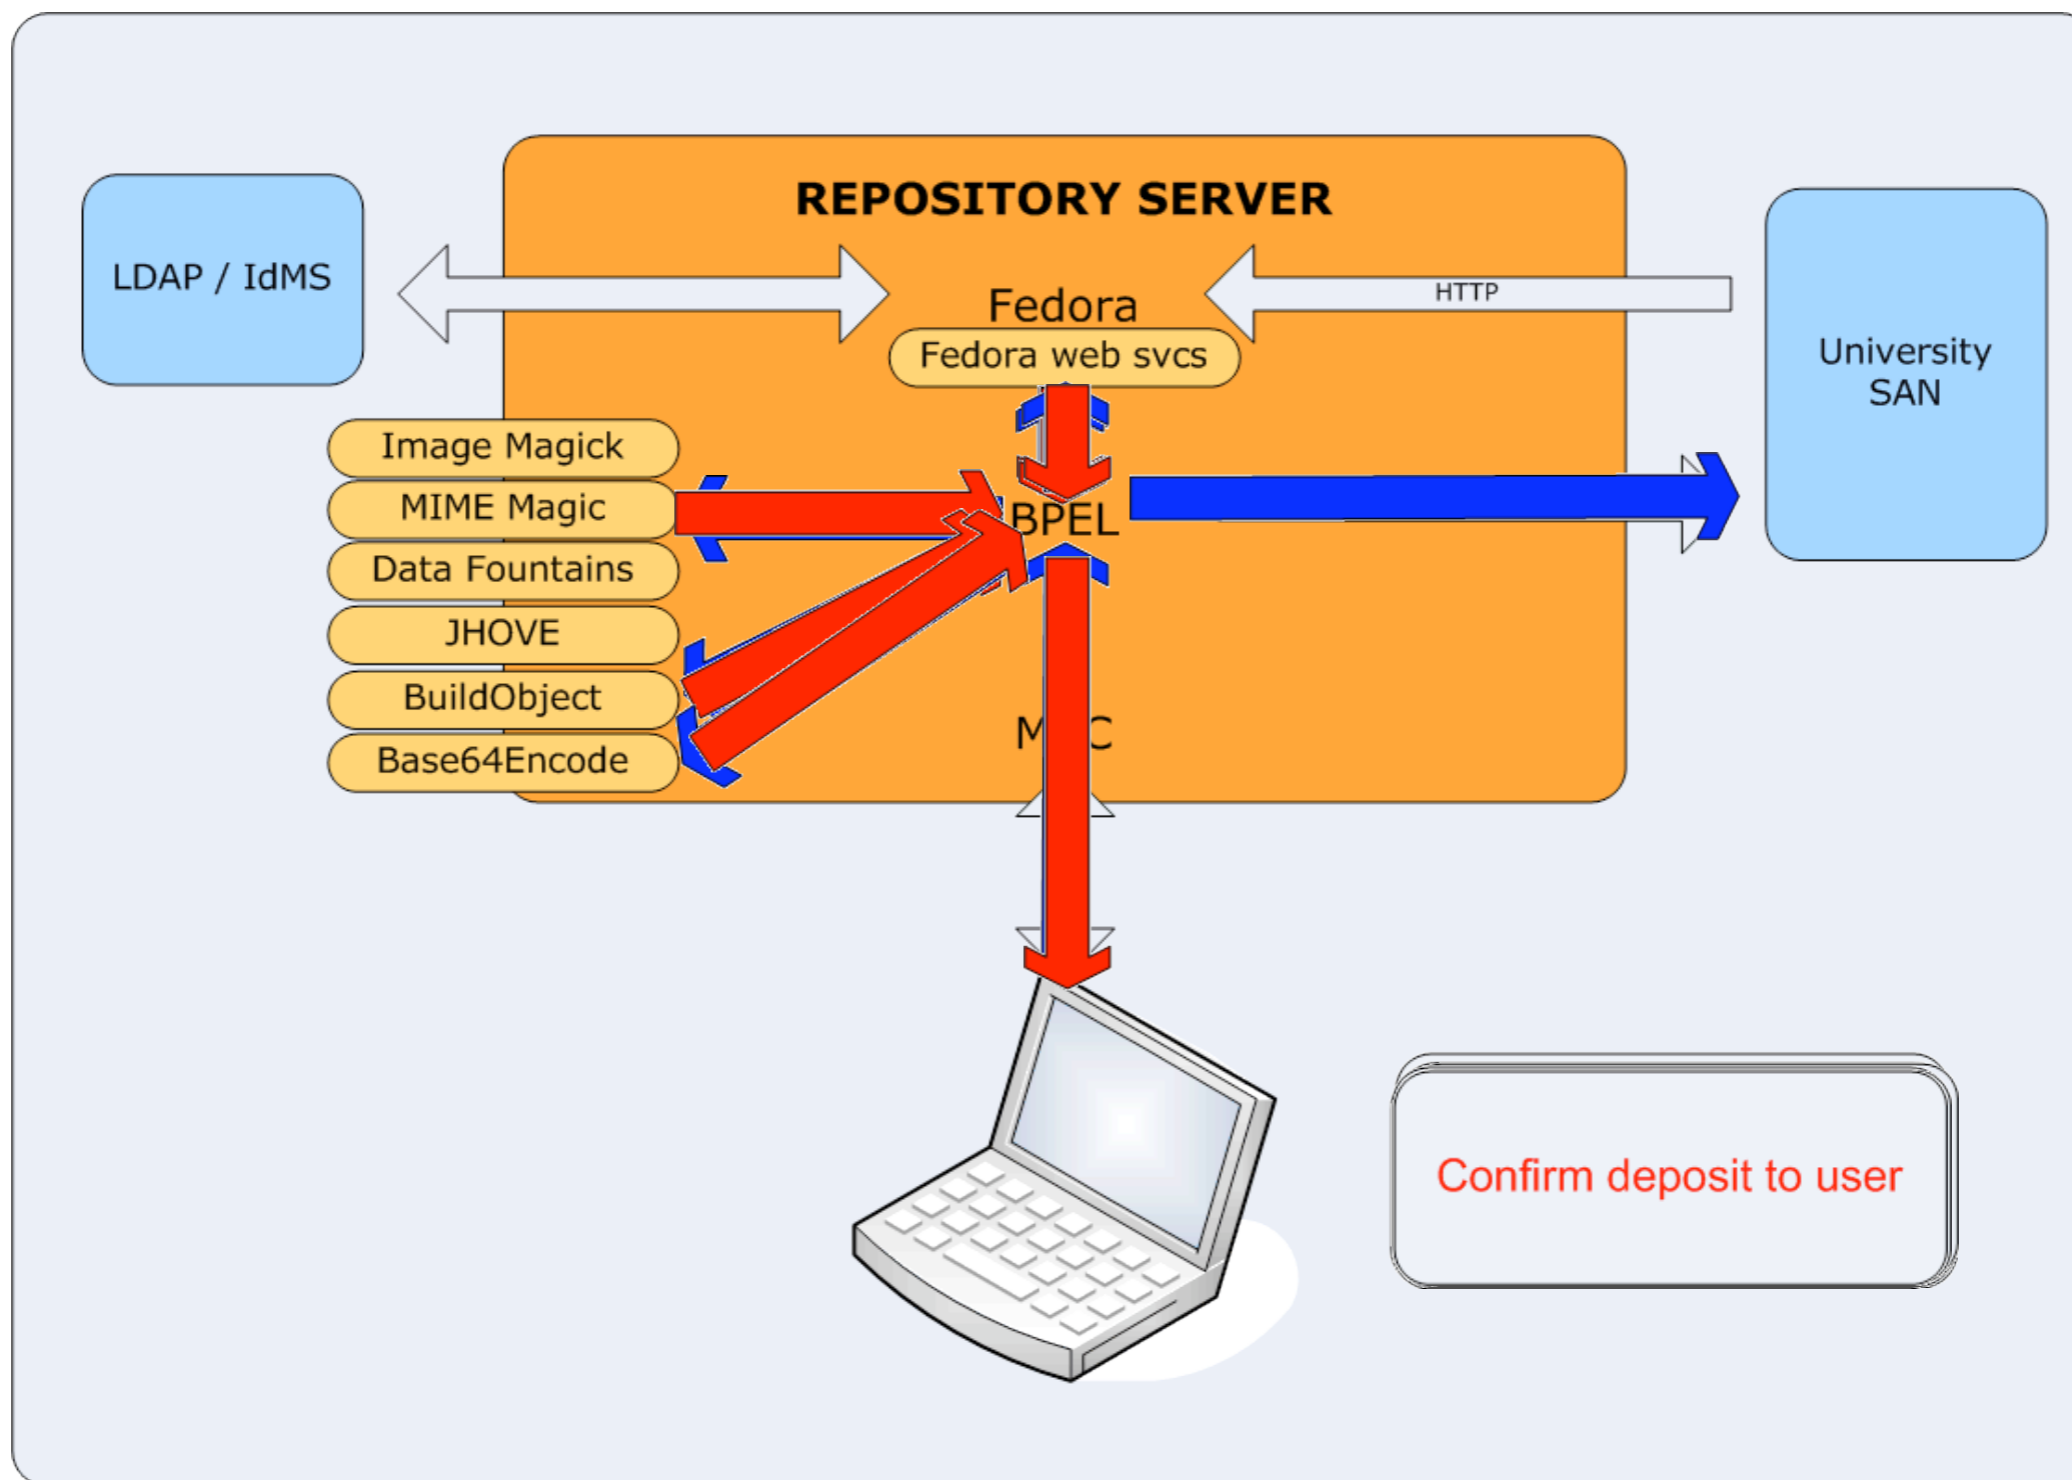 REPOSITORY SERVER
LDAP / IdMS
HTTP
Fedora
Fedora web svcs
University
SAN
Image Magick
MIME Magic
Data Fountains
JHOVE
BuildObject
Base64Encode
BPEL
Confirm deposit to user